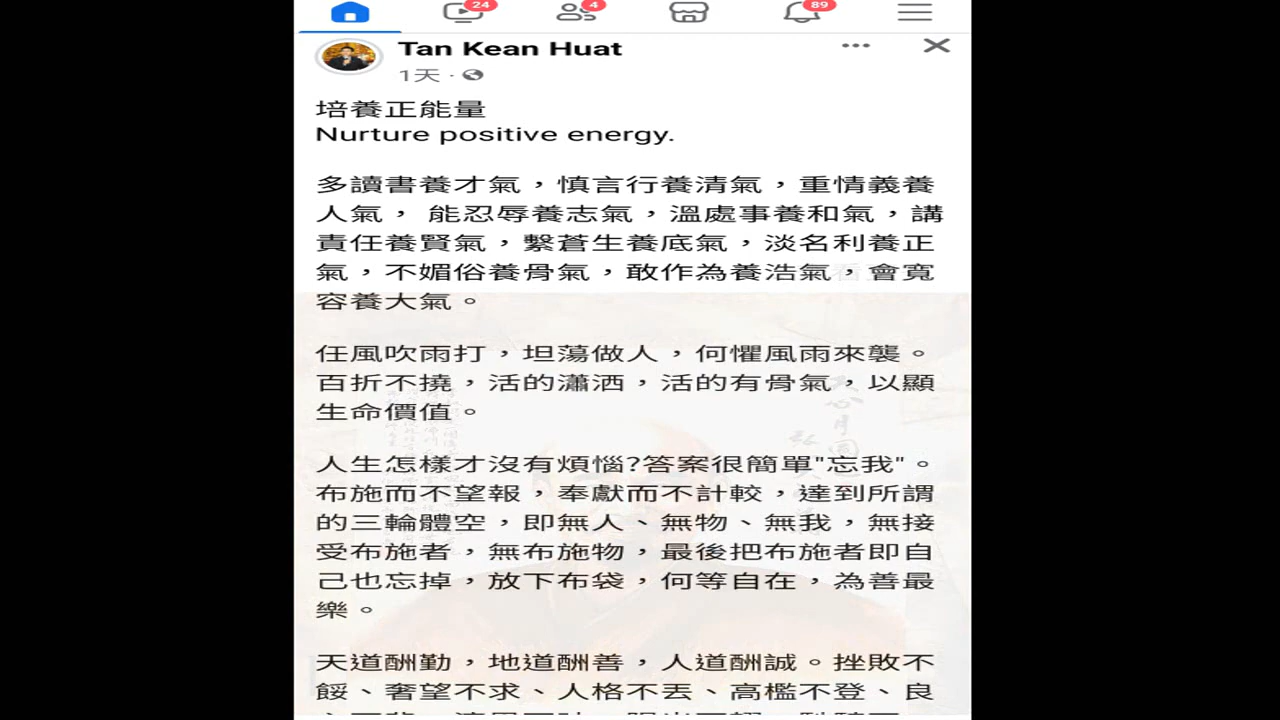 24
4
89
Tan Kean Huat
1天
培養正能量
Nurture positive energy.
多讀書養才氣，慎言行養清氣，重情義養
人氣， 能忍辱養志氣，溫處事養和氣，講
責任養賢氣，繫蒼生養底氣，淡名利養正
氣，不媚俗養骨氣，敢作為養浩氣，會寬
容養大氣。
任風吹雨打，坦蕩做人，何懼風雨來襲。
百折不撓，活的瀟洒，活的有骨氣，以顯
生命價值。
人生怎樣才沒有煩惱?答案很簡單"忘我"。
布施而不望報，奉獻而不計較，達到所謂
的三輪體空，即無人、無物、無我，無接
受布施者，無布施物，最後把布施者即自
己也忘掉，放下布袋，何等自在，為善最
樂。
天道酬勤，地道酬善，人道酬誠。挫敗不
餒、奢望不求、人格不丟、高檻不登、良